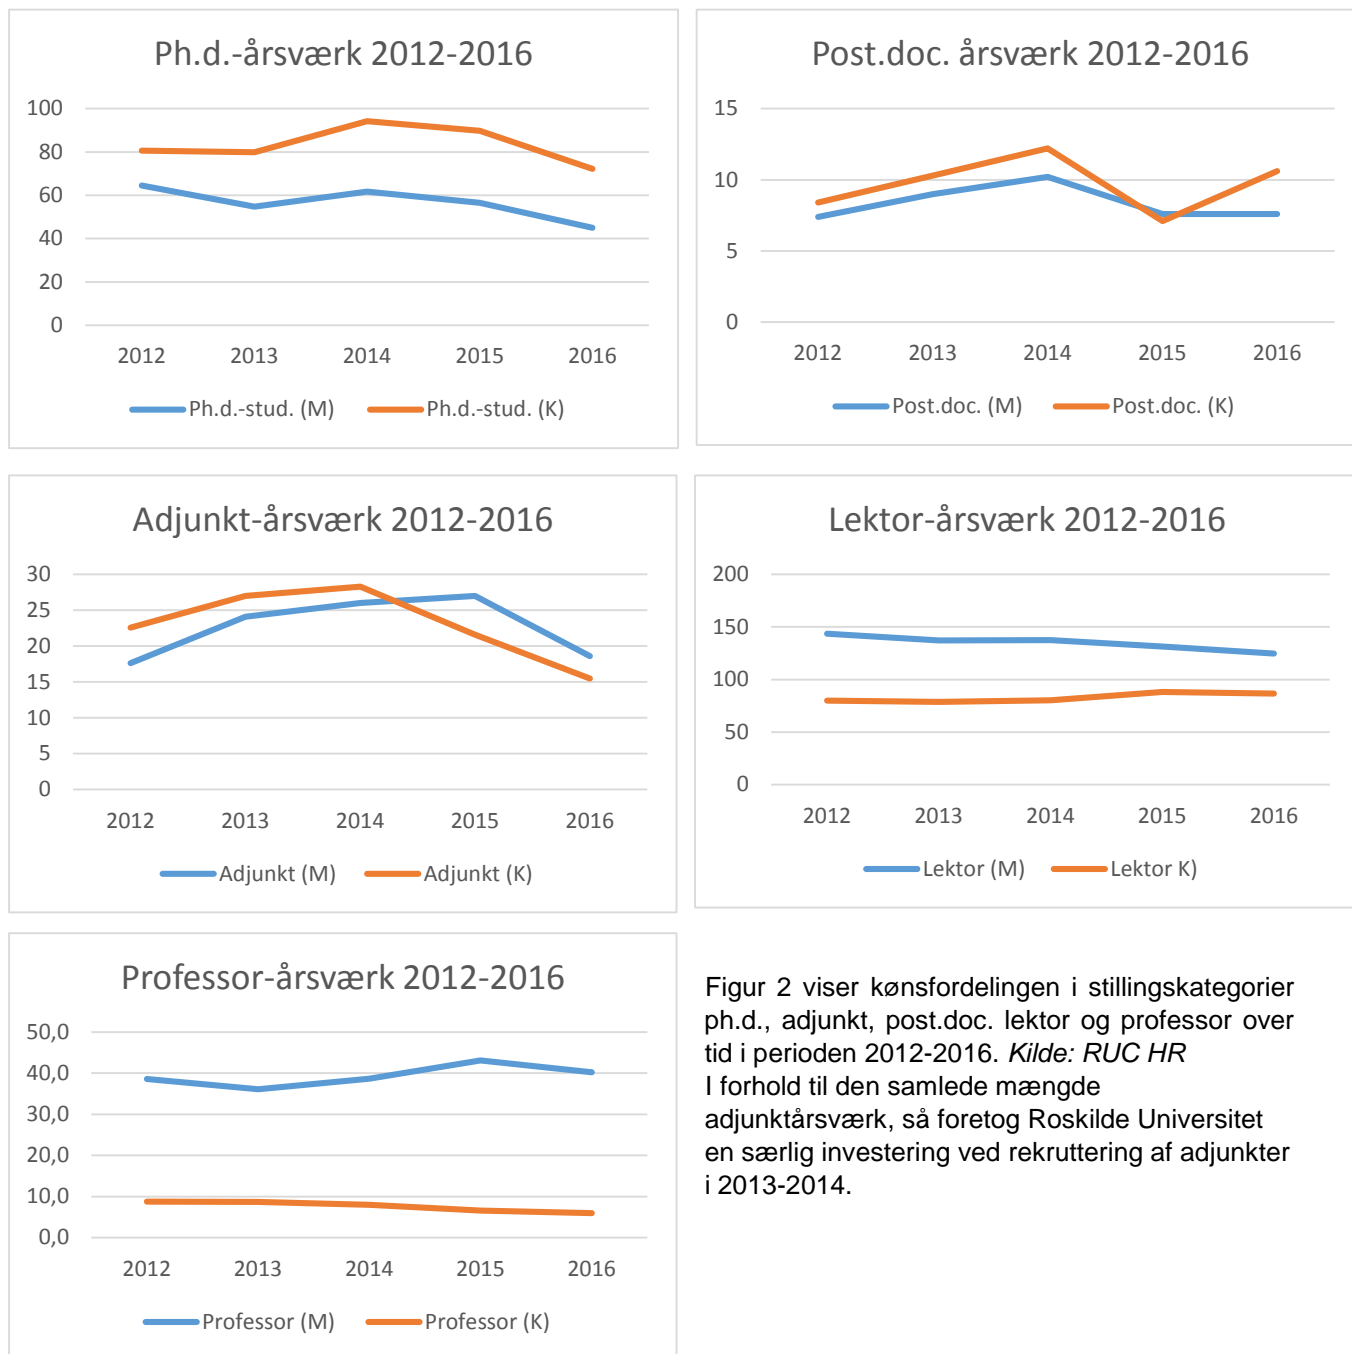 Ph.d.-årsværk 2012-2016
100
80
60
40
20
0
2012 2013 2014 2015 2016
Ph.d.-stud. (M) Ph.d.-stud. (K)
Post.doc. årsværk 2012-2016
15
10
5
0
2012 2013 2014 2015 2016
Post.doc. (M) Post.doc. (K)
Adjunkt-årsværk 2012-2016
30
25
20
15
10
5
0
2012 2013 2014 2015 2016
Adjunkt (M) Adjunkt (K)
Lektor-årsværk 2012-2016
200
150
100
50
0
2012 2013 2014 2015 2016
Lektor (M) Lektor K)
Professor-årsværk 2012-2016
50,0
40,0
30,0
20,0
10,0
0,0
2012 2013 2014 2015 2016
Professor (M) Professor (K)
Figur 2 viser kønsfordelingen i stillingskategorier
ph.d., adjunkt, post.doc. lektor og professor over
tid i perioden 2012-2016. Kilde: RUC HR
I forhold til den samlede mængde
adjunktårsværk, så foretog Roskilde Universitet
en særlig investering ved rekruttering af adjunkter
i 2013-2014.